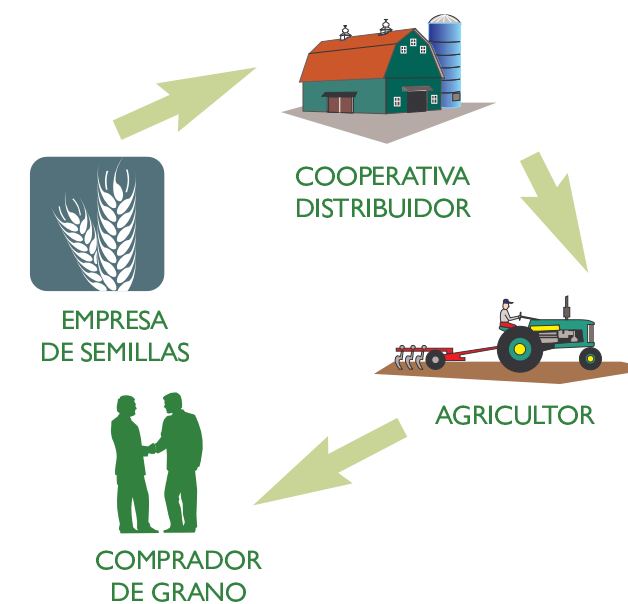 COOPERATIVA
DISTRIBUIDOR
EMPRESA
DE SEMILLAS
AGRICULTOR
COMPRADOR
DE GRANO